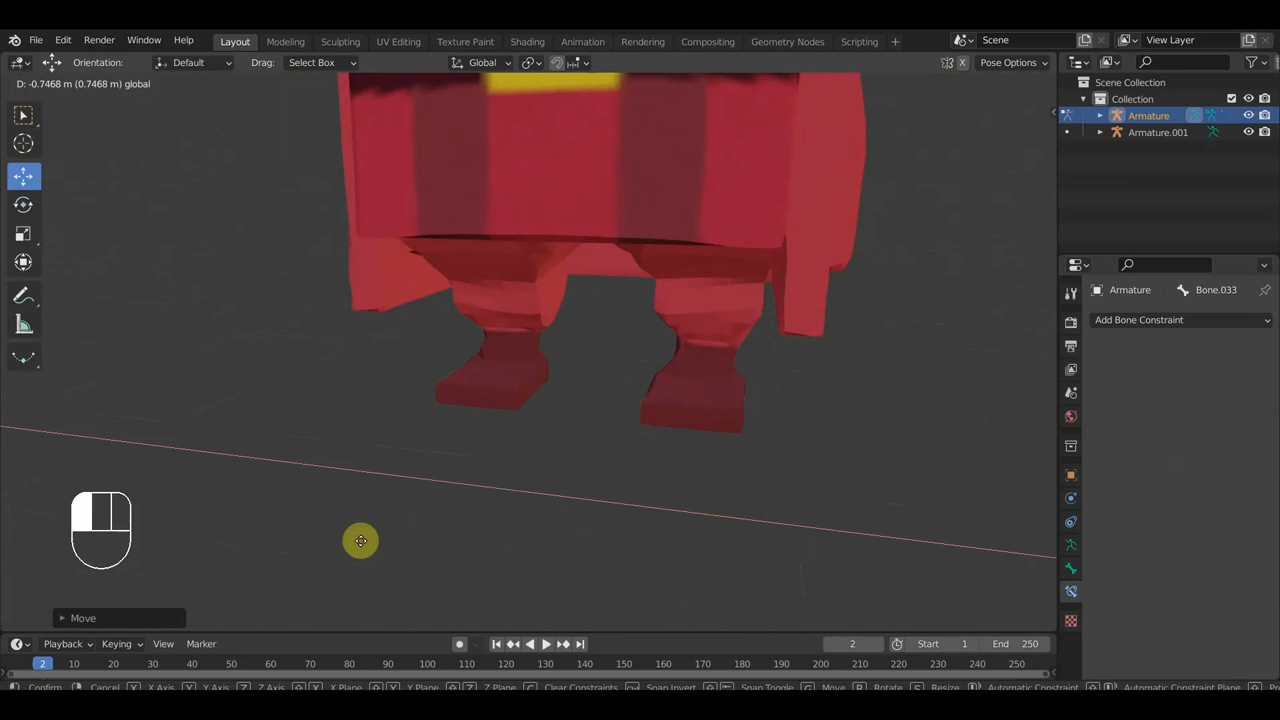 File Edit Render Window Help Layout Modeling Sculpting UV Editing Texture Paint Shading Animation Rendering Compositing Geometry Nodes Scripting + Scene View Layer
Orientation: Default Drag: Select Box Global X Pose Options
D: -0.7468 m (0.7468 m) global
Scene Collection
Collection
Armature
Armature.001
Armature Bone.033
Add Bone Constraint
Move
Playback Keying View Marker 2 Start 1 End 250
2 10 20 30 40 50 60 70 80 90 100 110 120 130 140 150 160 170 180 190 200 210 220 230 240 250
Confirm Cancel X X Axis Y Y Axis Z Z Axis X Plane Y Plane Z Plane C Clear Constraints Snap Invert Snap Toggle G Move R Rotate S Resize Automatic Constraint Automatic Constraint Plane